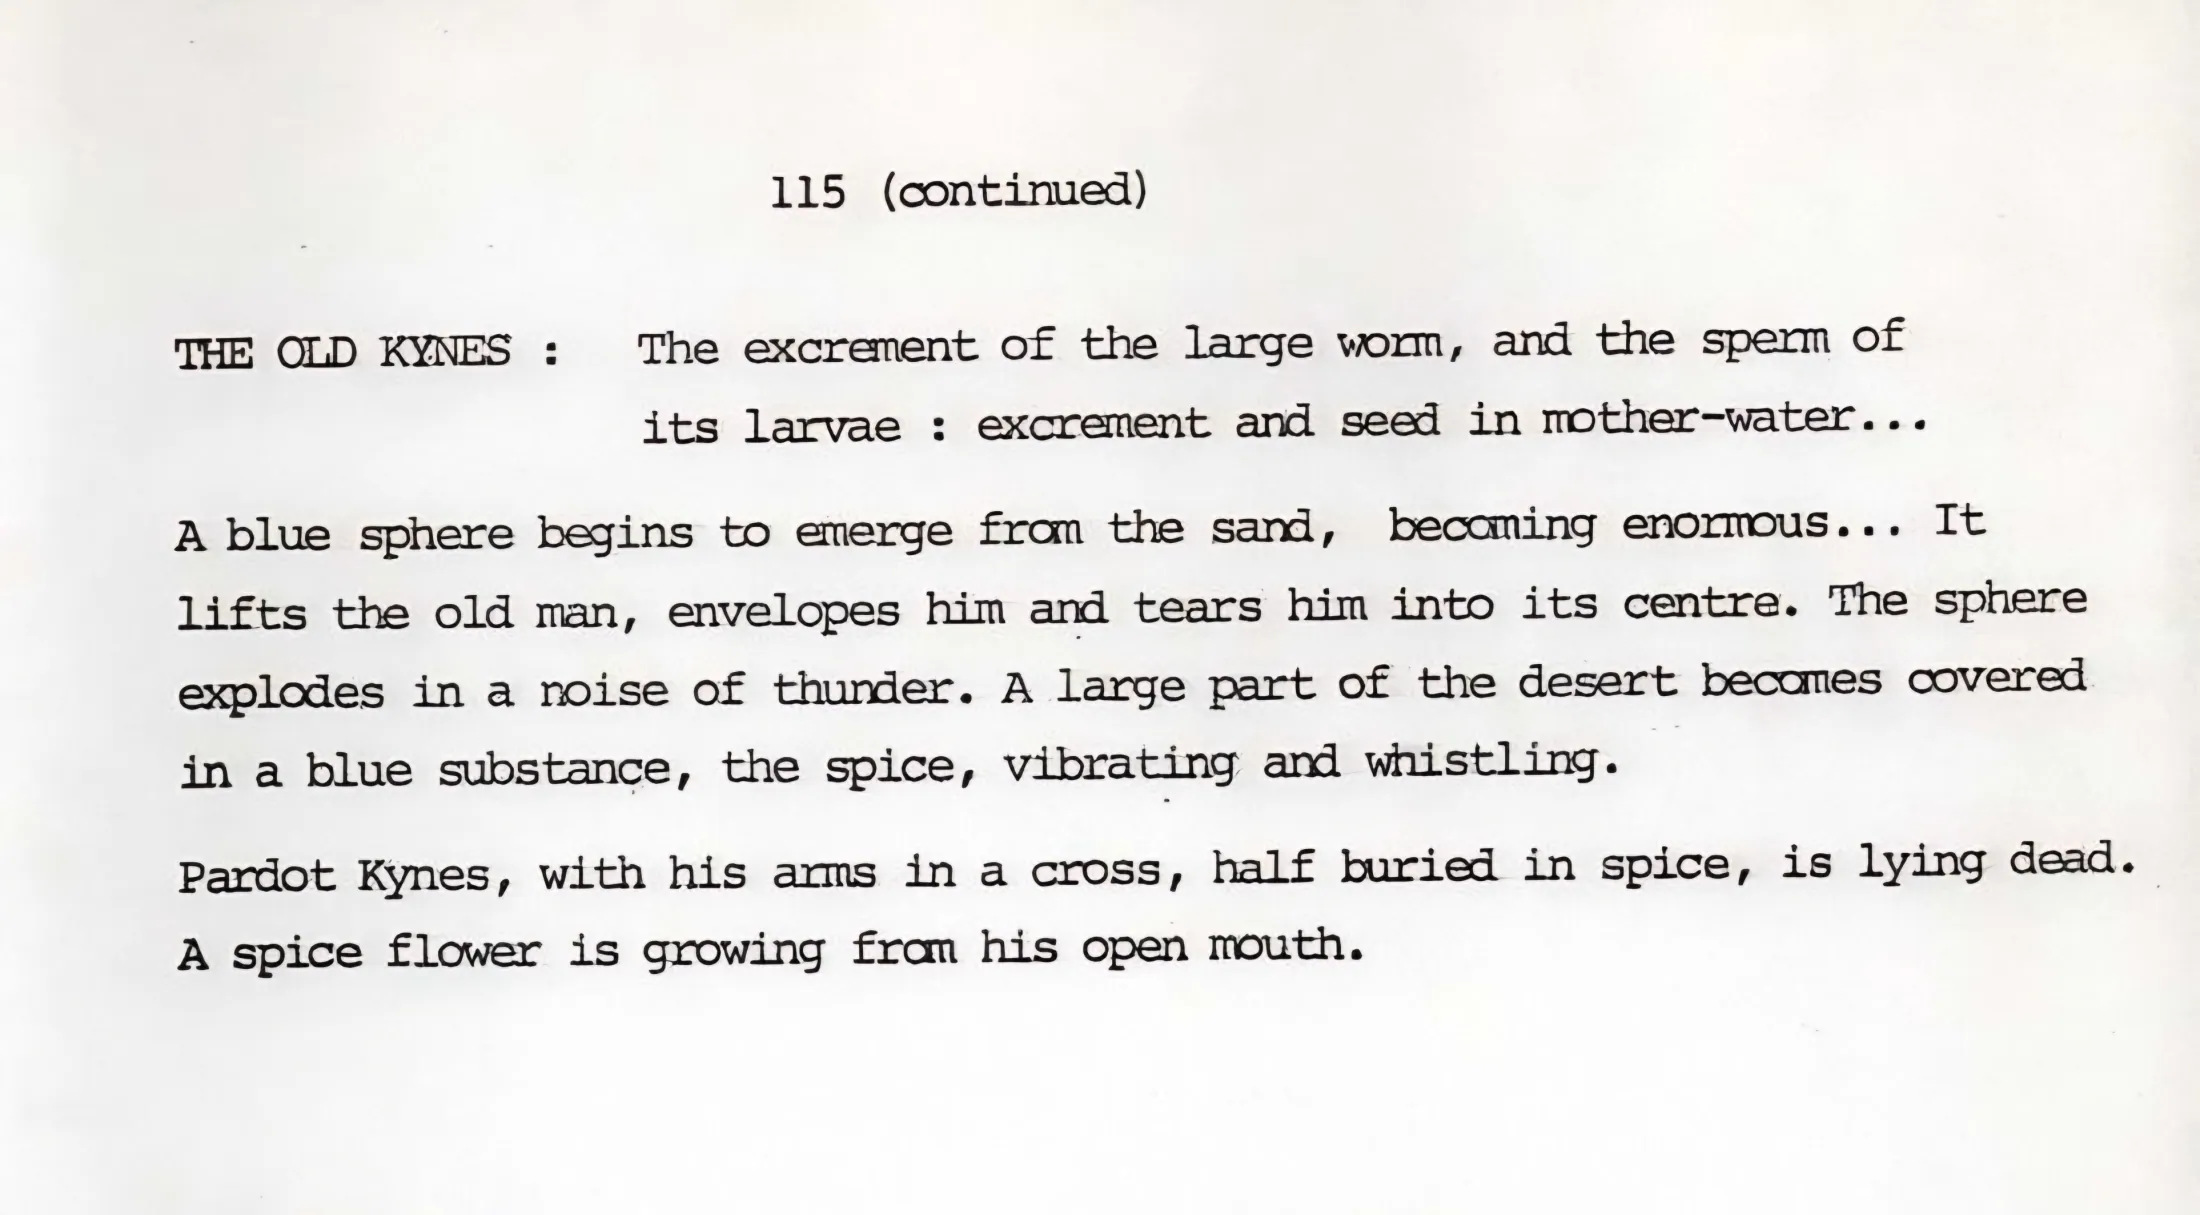 115 (continued)
THE OLD KYNES : The excrement of the large worm, and the sperm of
its larvae : excrement and seed in mother-water...
A blue sphere begins to emerge from the sand, becoming enormous... It
lifts the old man, envelopes him and tears him into its centre. The sphere
explodes in a noise of thunder. A large part of the desert becomes covered
in a blue substance, the spice, vibrating and whistling.
Pardot Kynes, with his arms in a cross, half buried in spice, is lying dead.
A spice flower is growing from his open mouth.